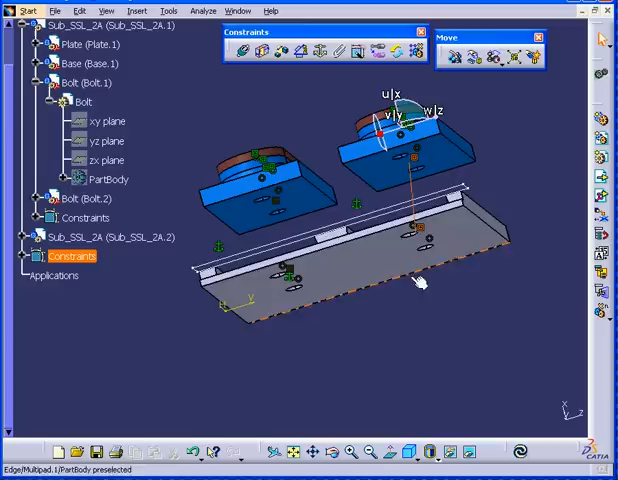 Start File Edit View Insert Tools Analyze Window Help
Sub_SSL_2A (Sub_SSL_2A.1)
Plate (Plate.1)
Base (Base.1)
Bolt (Bolt.1)
Bolt
xy plane
yz plane
zx plane
PartBody
Bolt (Bolt.2)
Constraints
Sub_SSL_2A (Sub_SSL_2A.2)
Constraints
Applications
Constraints
Move
u|x
v|y
w|z
H
y
x
y
z
CATIA
Edge/Multipad.1/PartBody preselected